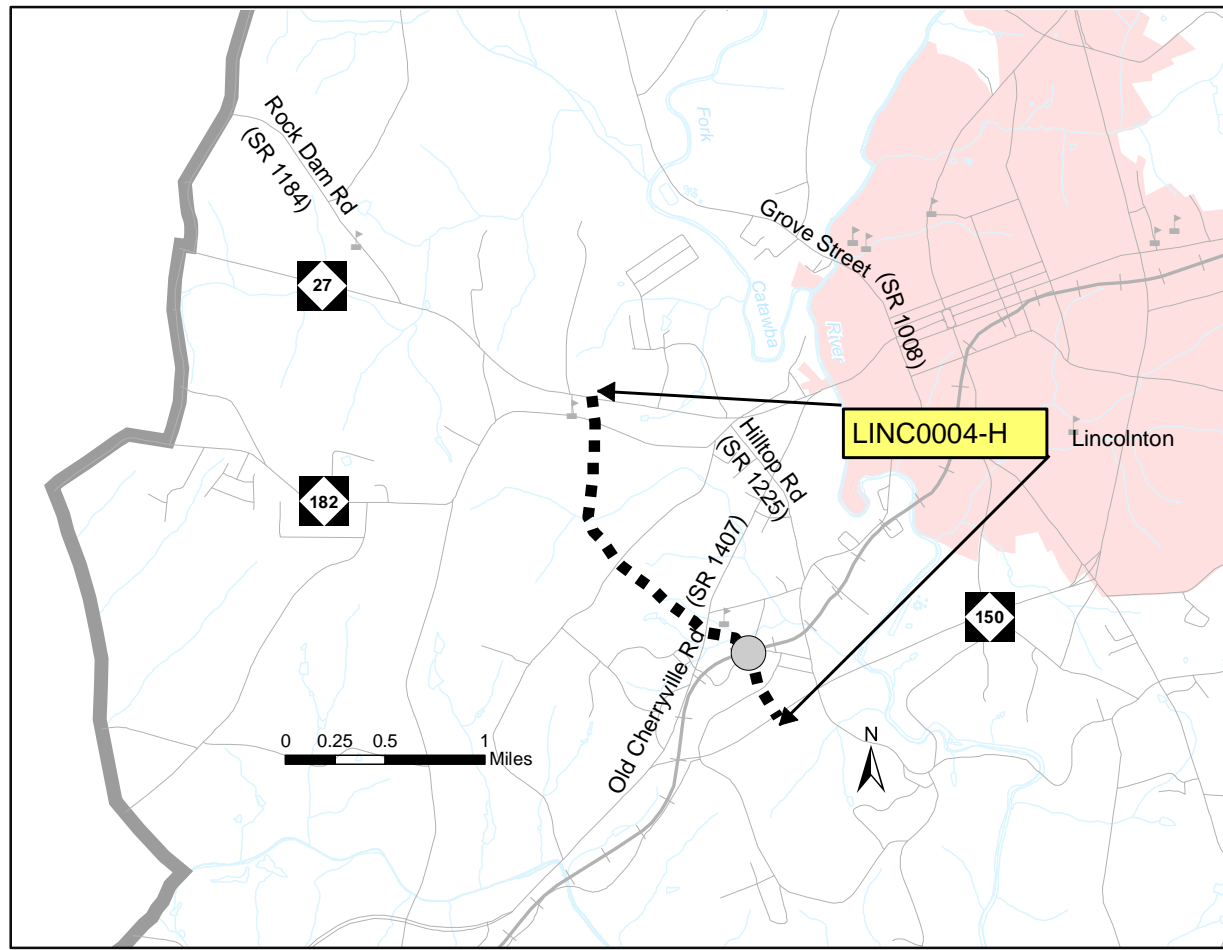 Rock Dam Rd
(SR 1184)
Fork
Grove Street (SR 1008)
27
Catawba
River
LINC0004-H
Lincolnton
Hilltop Rd
(SR 1225)
182
(SR 1407)
150
Old Cherryville Rd
N
0 0.25 0.5 1
Miles